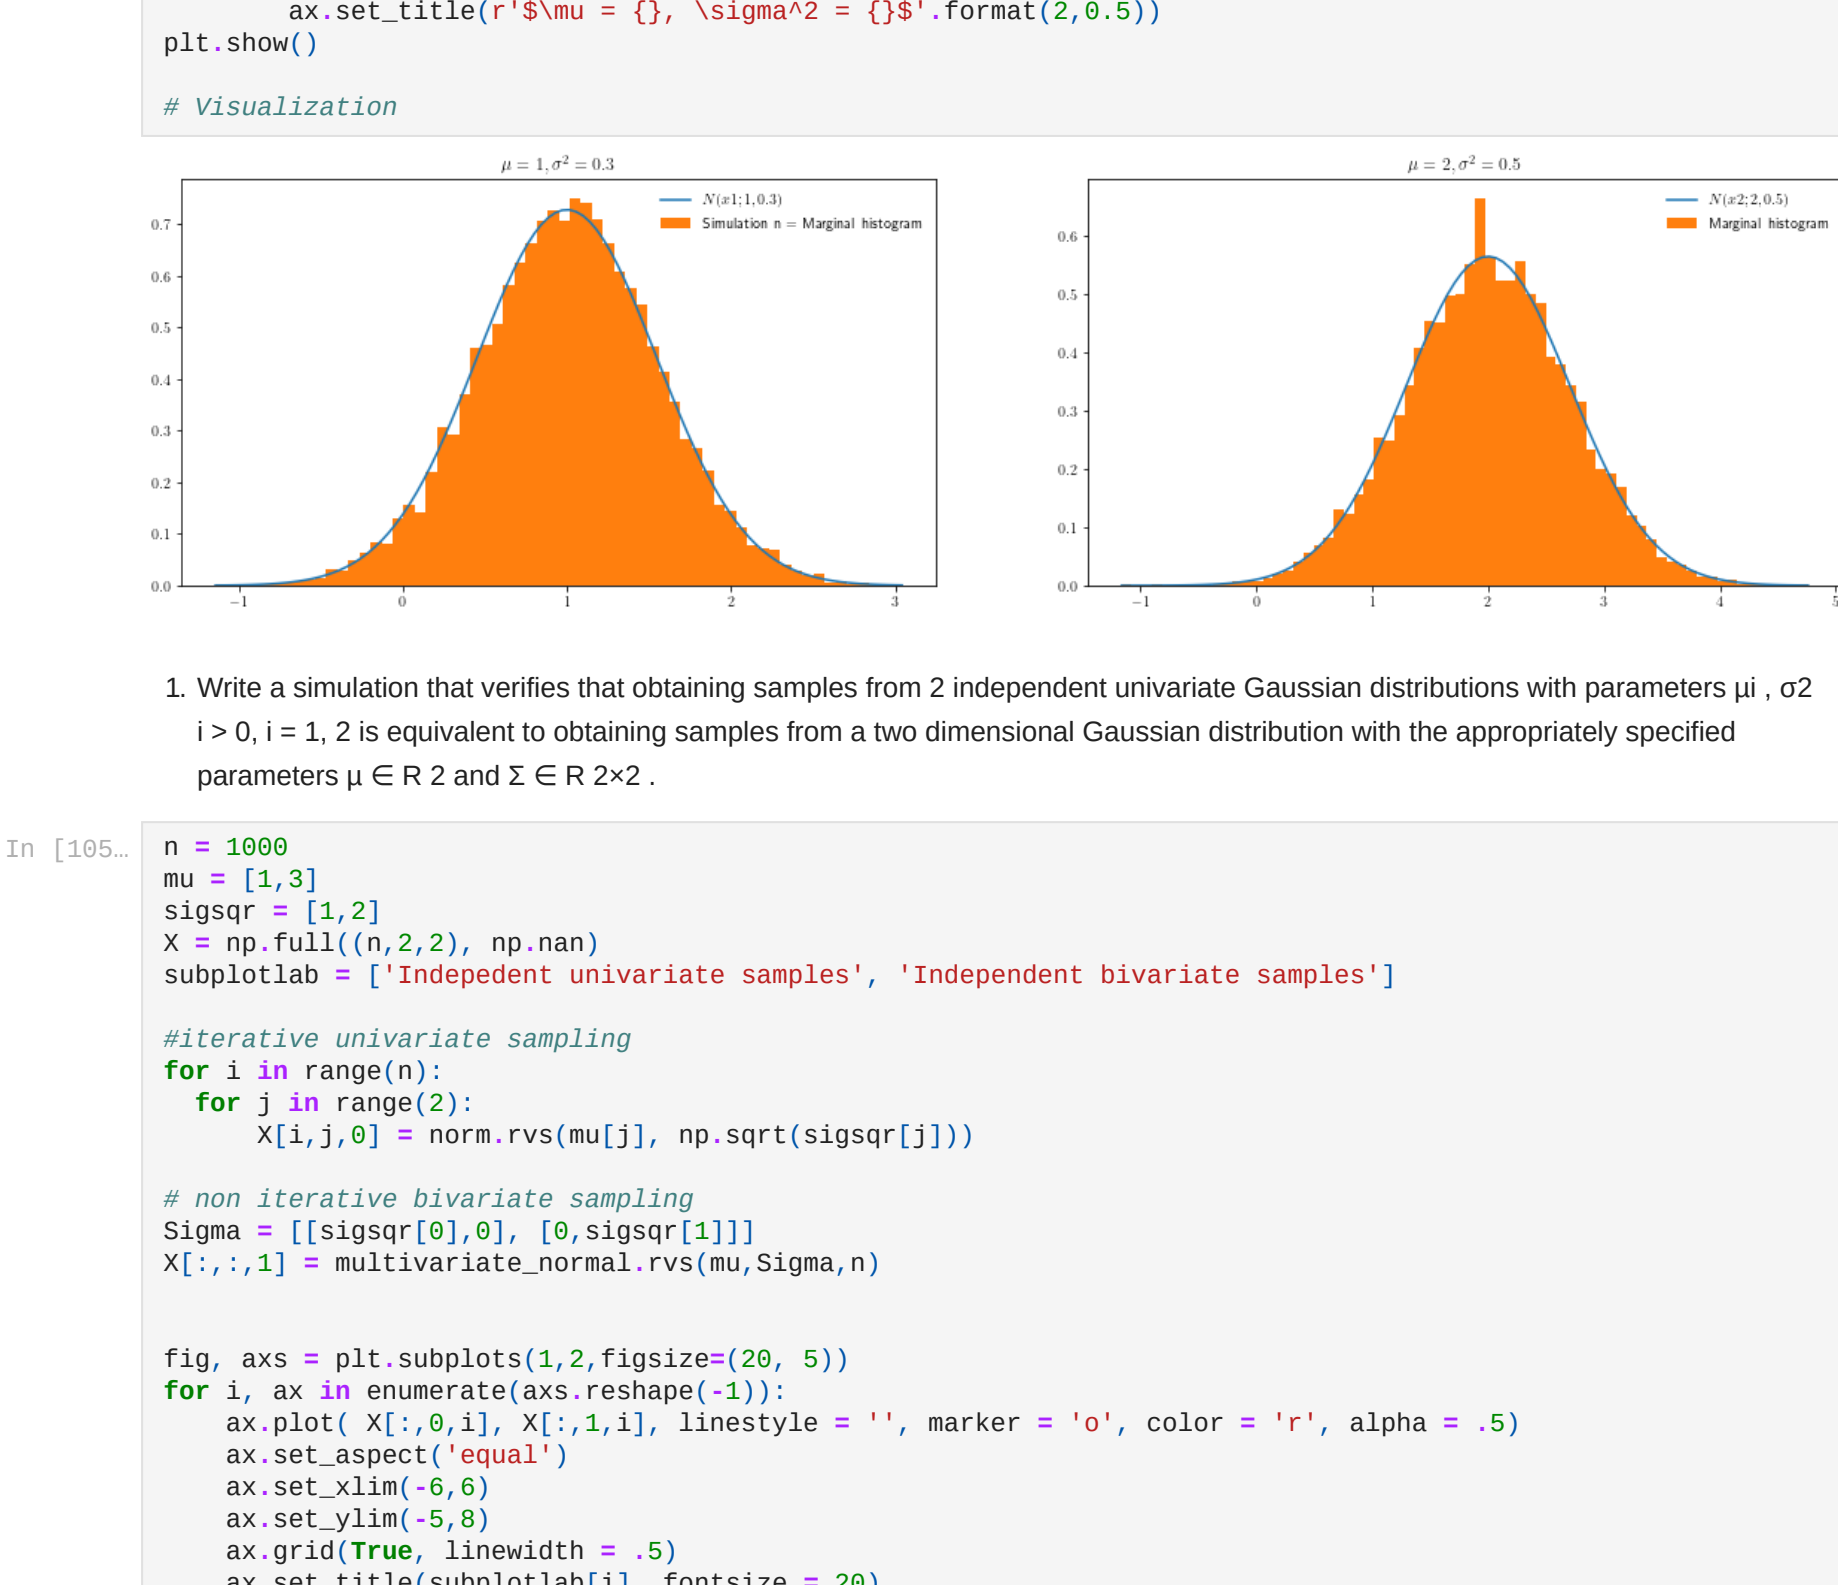 ax.set_title(r'$\mu = {}, \sigma^2 = {}$'.format(2,0.5))
plt.show()
# Visualization
μ = 1, σ² = 0.3
N(x1; 1, 0.3)
Simulation n = Marginal histogram
0.7
0.6
0.5
0.4
0.3
0.2
0.1
0.0
−1 0 1 2 3
μ = 2, σ² = 0.5
N(x2; 2, 0.5)
Marginal histogram
0.6
0.5
0.4
0.3
0.2
0.1
0.0
−1 0 1 2 3 4 5
1. Write a simulation that verifies that obtaining samples from 2 independent univariate Gaussian distributions with parameters μi , σ2
i > 0, i = 1, 2 is equivalent to obtaining samples from a two dimensional Gaussian distribution with the appropriately specified
parameters μ ∈ R 2 and Σ ∈ R 2×2 .
In [105…
n = 1000
mu = [1,3]
sigsqr = [1,2]
X = np.full((n,2,2), np.nan)
subplotlab = ['Indepedent univariate samples', 'Independent bivariate samples']
#iterative univariate sampling
for i in range(n):
for j in range(2):
X[i,j,0] = norm.rvs(mu[j], np.sqrt(sigsqr[j]))
# non iterative bivariate sampling
Sigma = [[sigsqr[0],0], [0,sigsqr[1]]]
X[:,:,1] = multivariate_normal.rvs(mu,Sigma,n)
fig, axs = plt.subplots(1,2,figsize=(20, 5))
for i, ax in enumerate(axs.reshape(-1)):
ax.plot( X[:,0,i], X[:,1,i], linestyle = '', marker = 'o', color = 'r', alpha = .5)
ax.set_aspect('equal')
ax.set_xlim(-6,6)
ax.set_ylim(-5,8)
ax.grid(True, linewidth = .5)
ax.set_title(subplotlab[i], fontsize = 20)